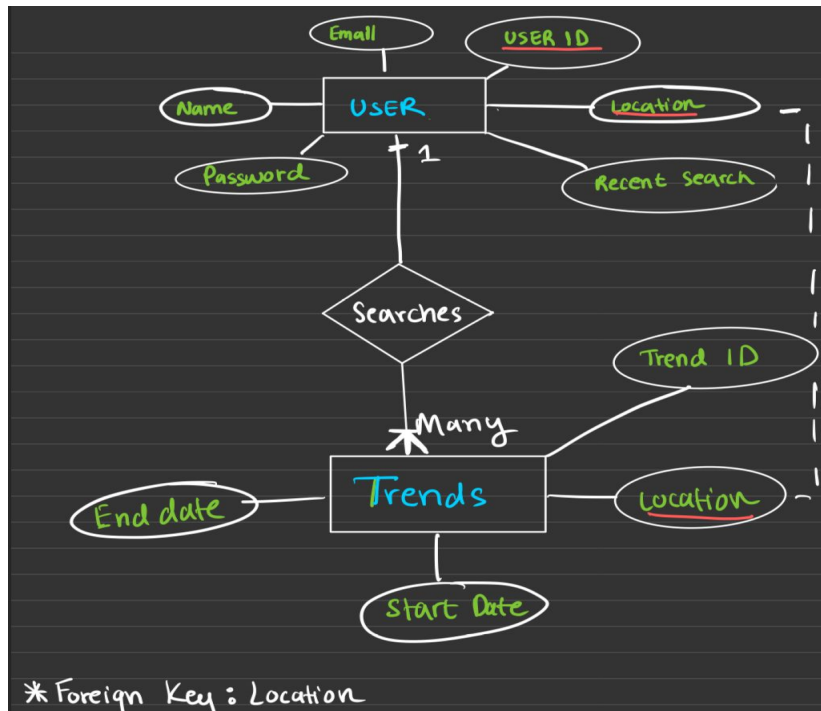 Email
USER ID
Name
USER
Location
Password
1
Recent Search
Searches
Trend ID
Many
Trends
Location
End date
Start Date
* Foreign Key : Location